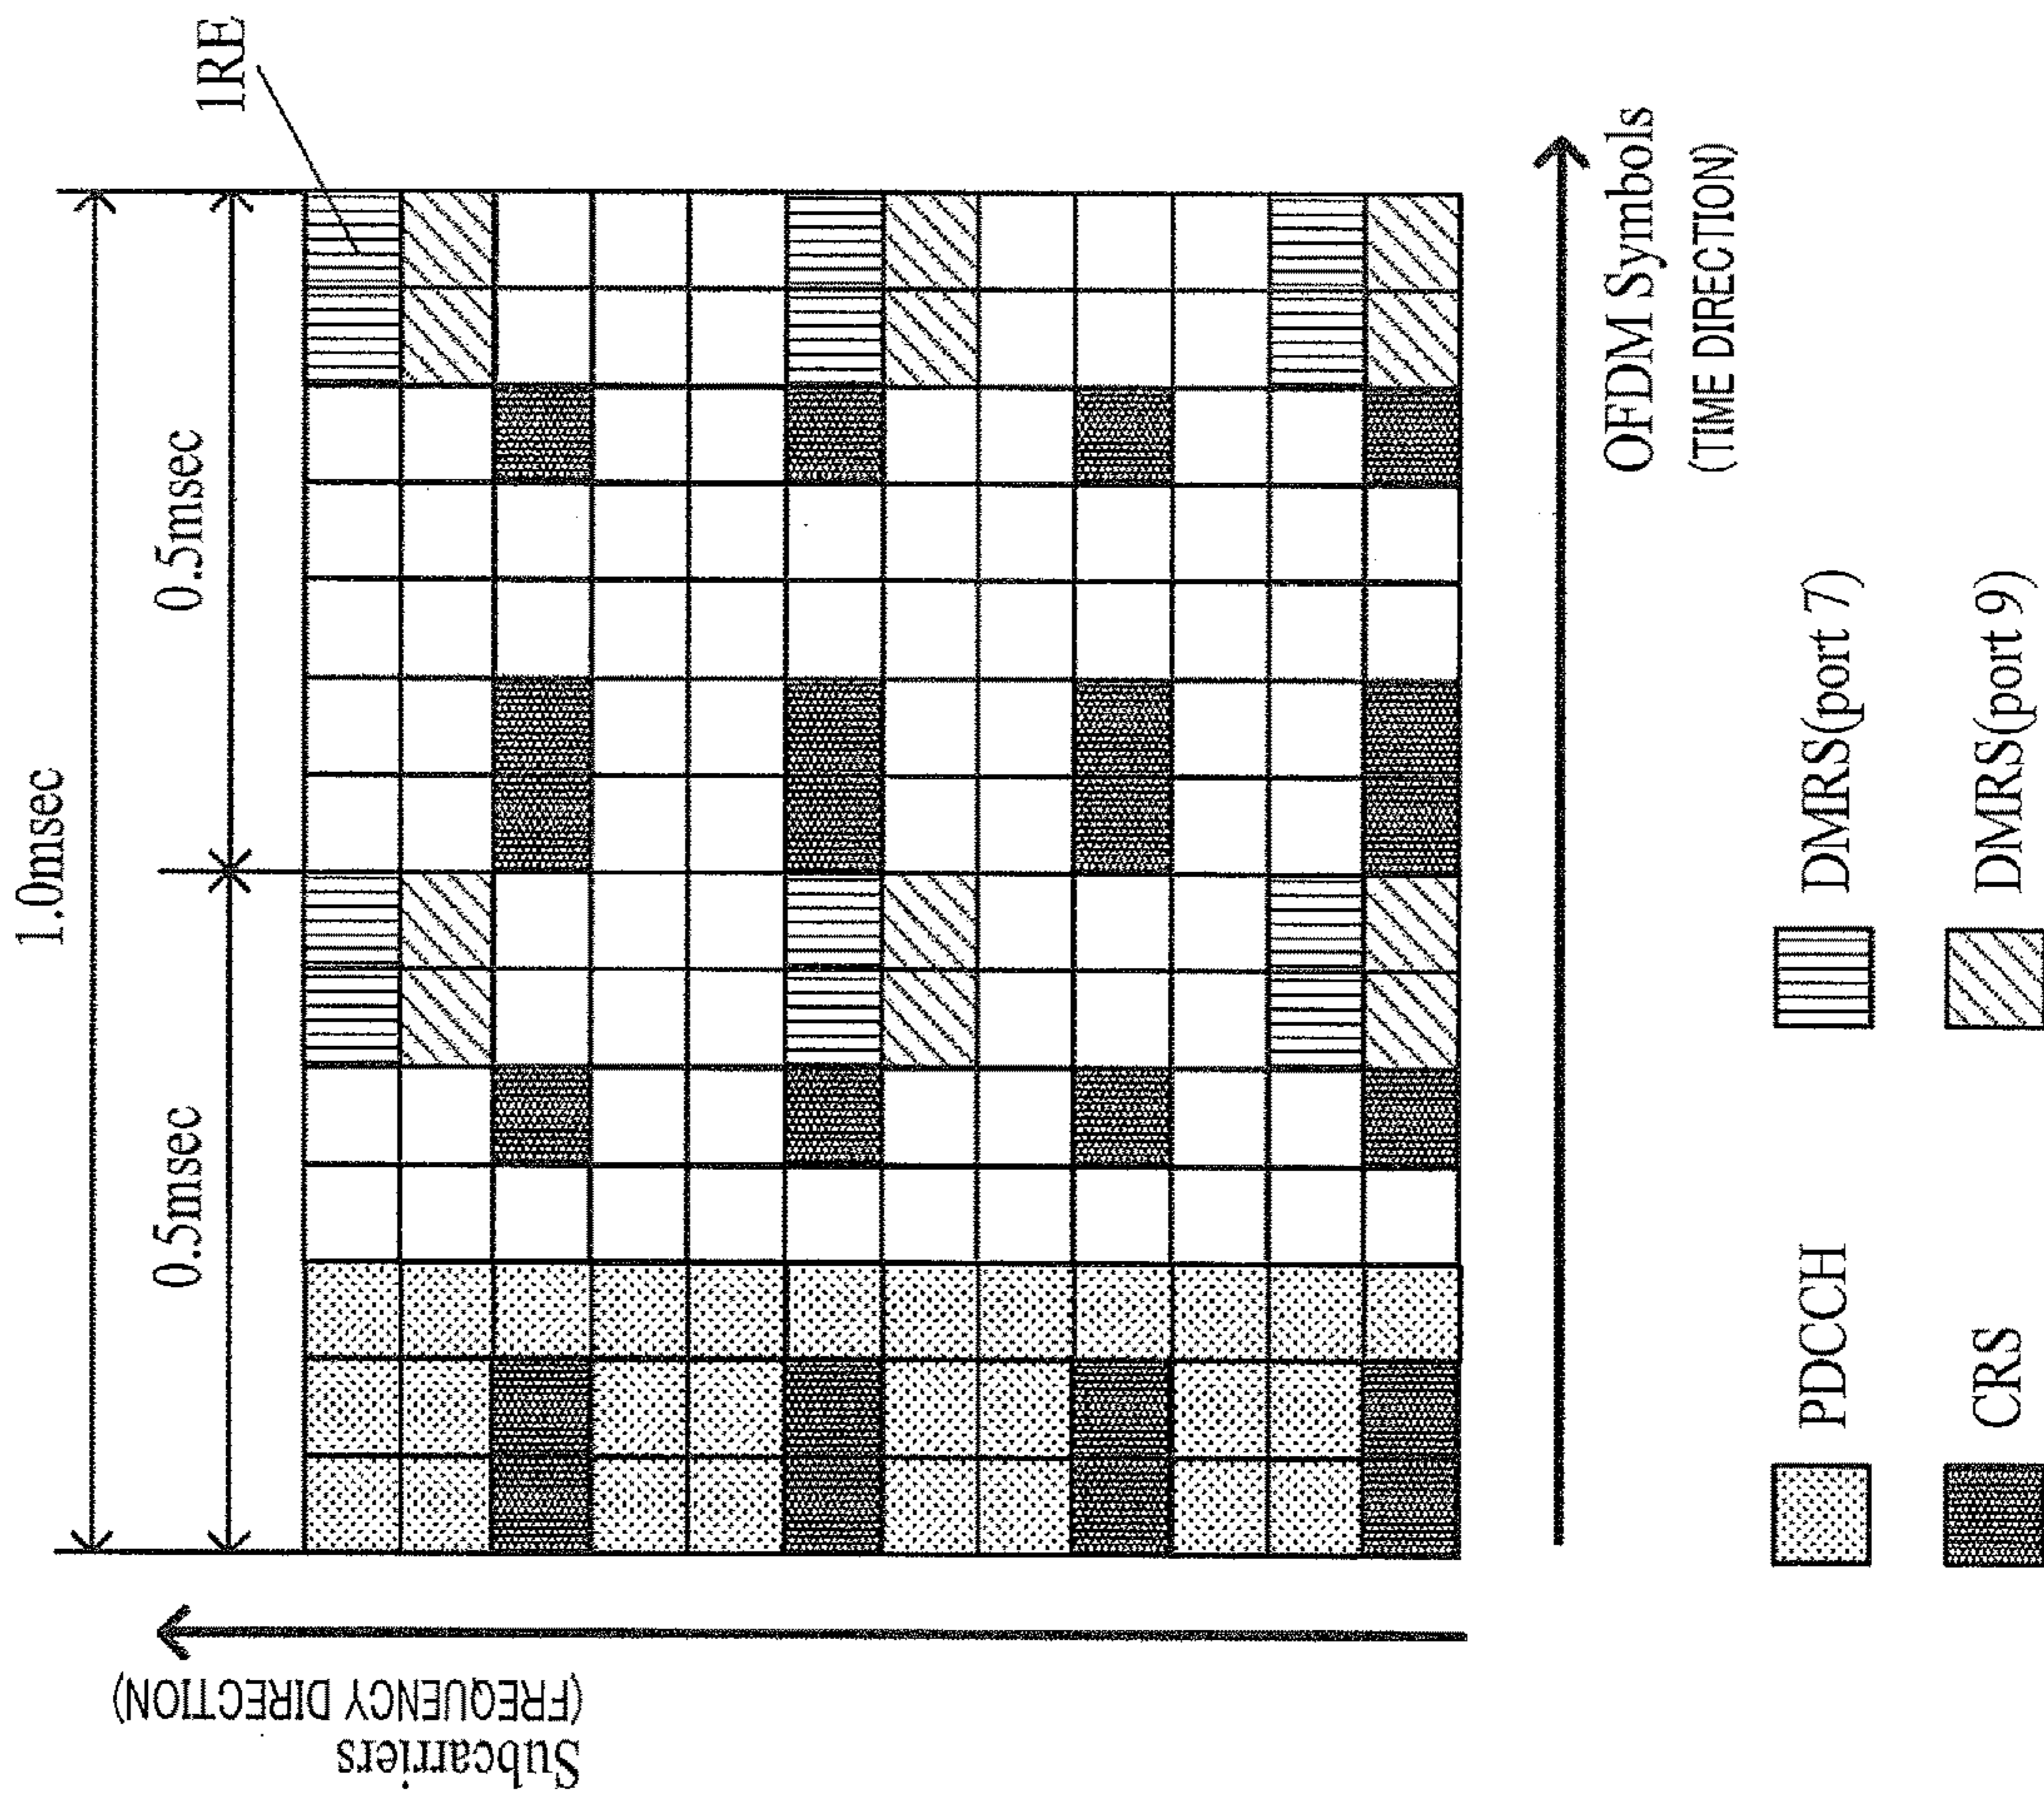 1.0msec
0.5msec
0.5msec
1RE
Subcarriers
(FREQUENCY DIRECTION)
OFDM Symbols
(TIME DIRECTION)
PDCCH
DMRS(port 7)
CRS
DMRS(port 9)